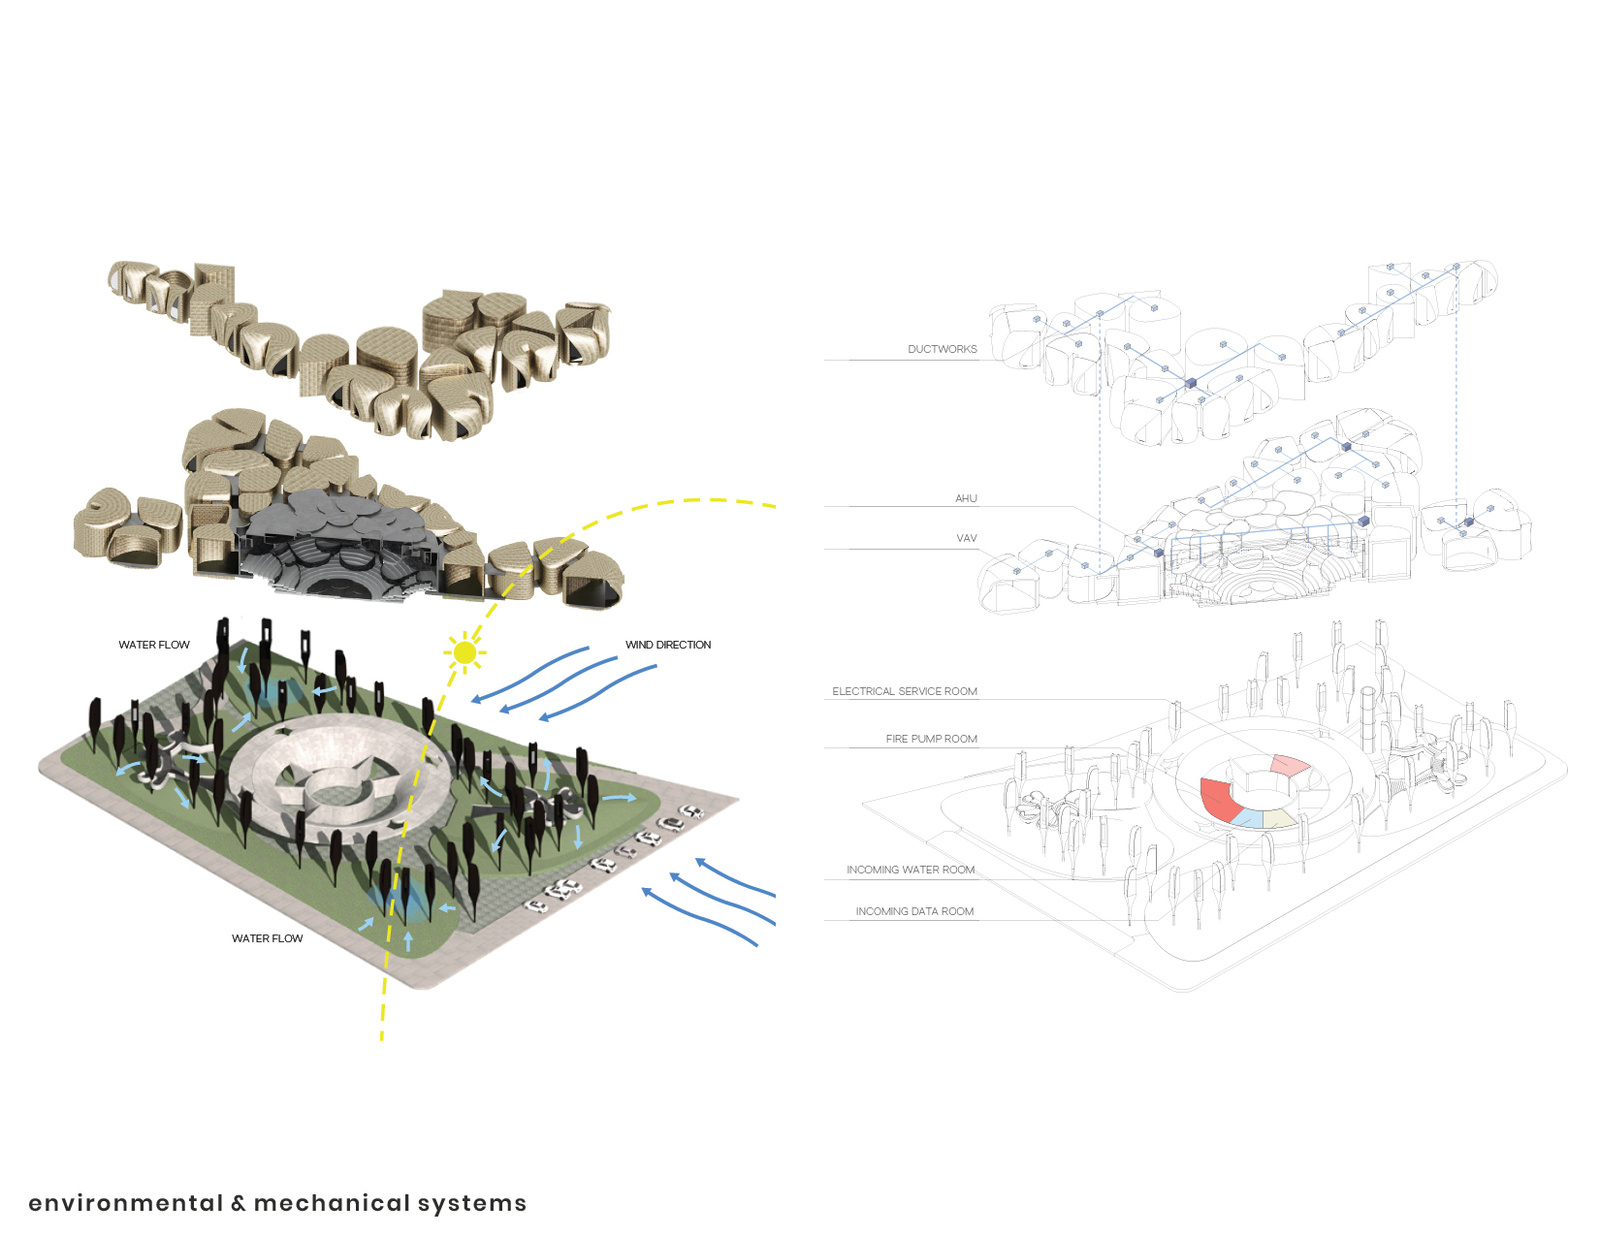 WATER FLOW
WIND DIRECTION
WATER FLOW
DUCTWORKS
AHU
VAV
ELECTRICAL SERVICE ROOM
FIRE PUMP ROOM
INCOMING WATER ROOM
INCOMING DATA ROOM
environmental & mechanical systems